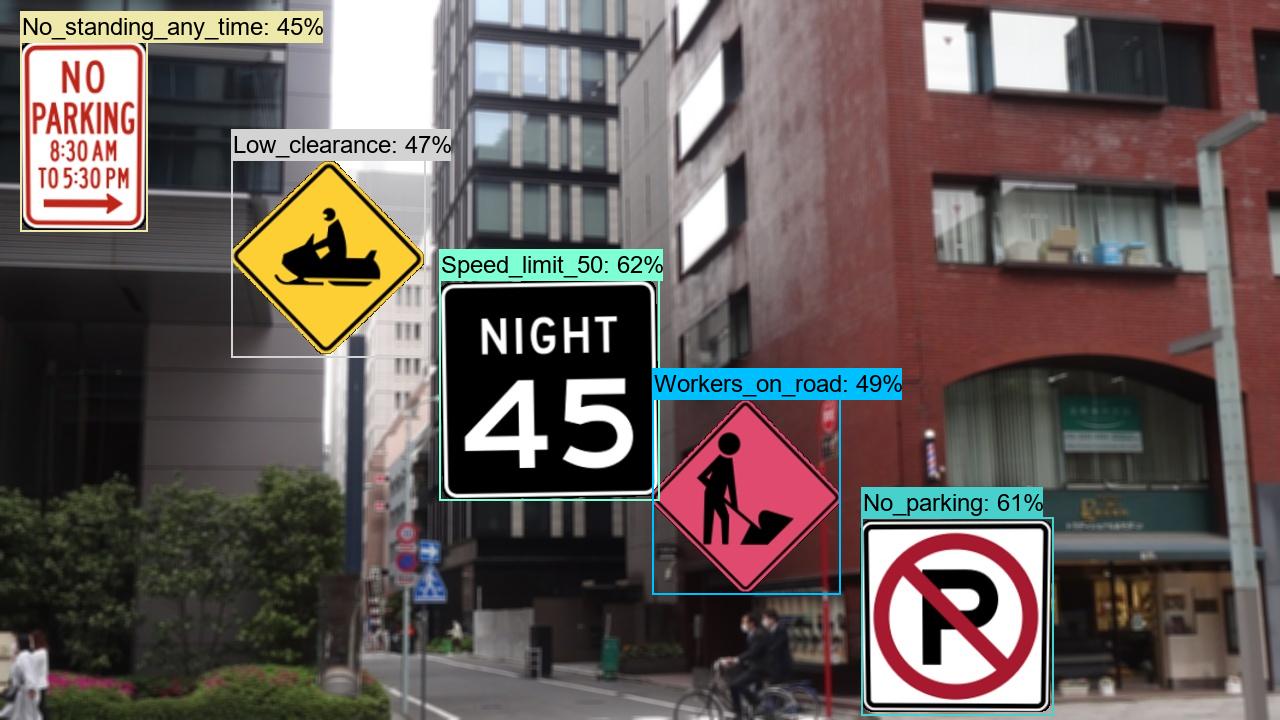 No_standing_any_time: 45%
NO
PARKING
8:30 AM
TO 5:30 PM
Low_clearance: 47%
Speed_limit_50: 62%
NIGHT
45
Workers_on_road: 49%
No_parking: 61%
P